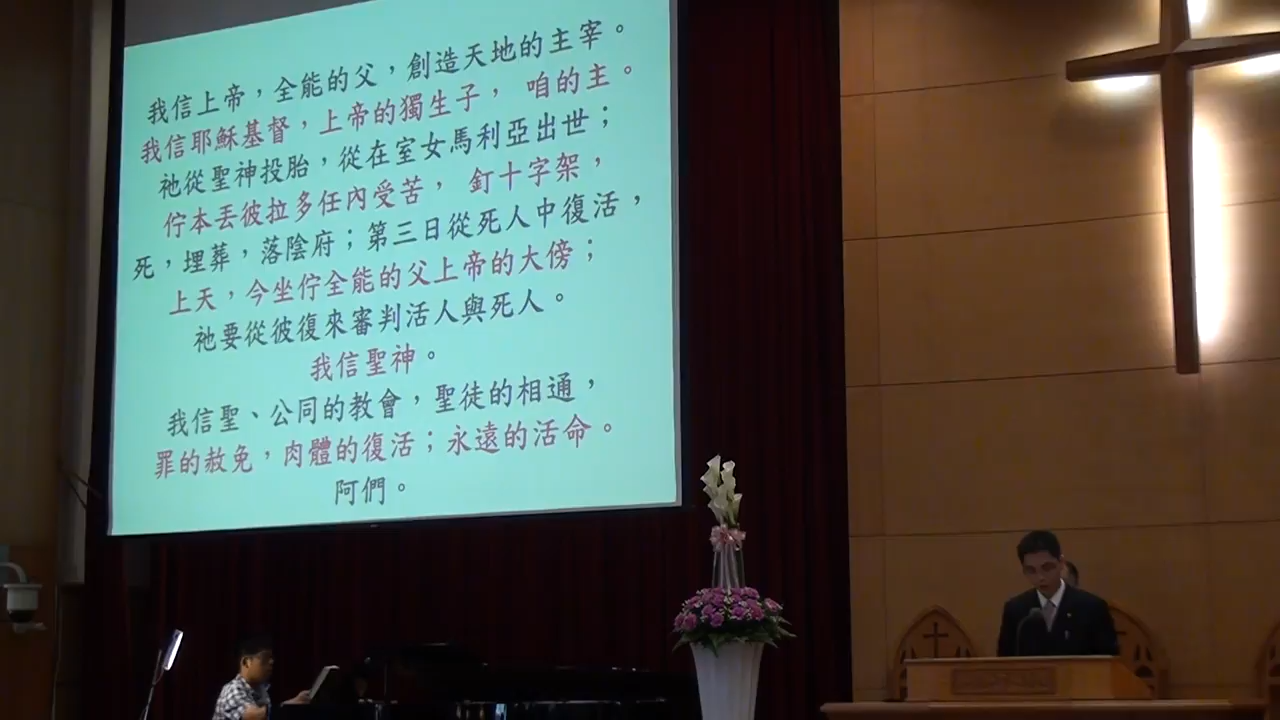 我信上帝，全能的父，創造天地的主宰。
我信耶穌基督，上帝的獨生子， 咱的主。
祂從聖神投胎，從在室女馬利亞出世；
佇本丟彼拉多任內受苦， 釘十字架，
死，埋葬，落陰府；第三日從死人中復活，
上天，今坐佇全能的父上帝的大傍；
祂要從彼復來審判活人與死人。
我信聖神。
我信聖、公同的教會，聖徒的相通，
罪的赦免，肉體的復活；永遠的活命。
阿們。